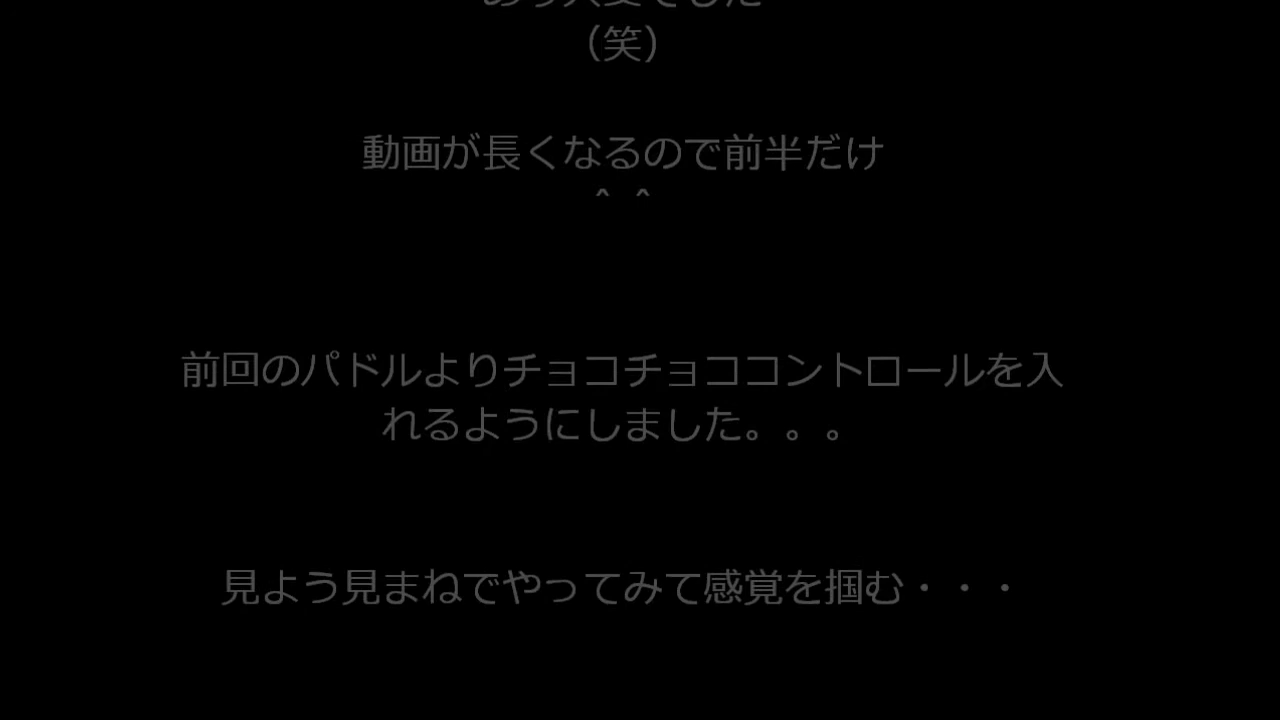 （笑）
動画が長くなるので前半だけ
＾ ＾
前回のパドルよりチョコチョココントロールを入
れるようにしました。。。
見よう見まねでやってみて感覚を掴む・・・